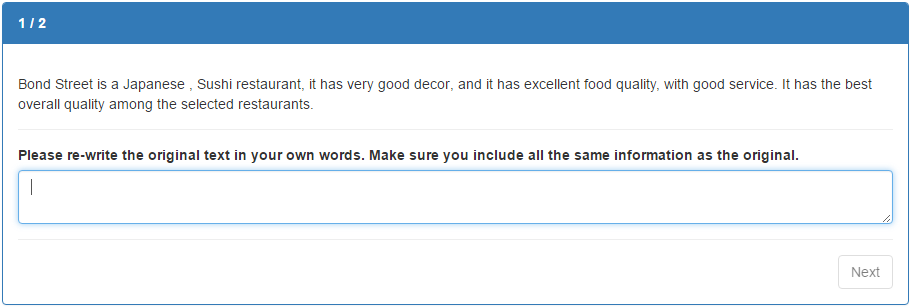 1 / 2
Bond Street is a Japanese , Sushi restaurant, it has very good decor, and it has excellent food quality, with good service. It has the best
overall quality among the selected restaurants.
Please re-write the original text in your own words. Make sure you include all the same information as the original.
Next